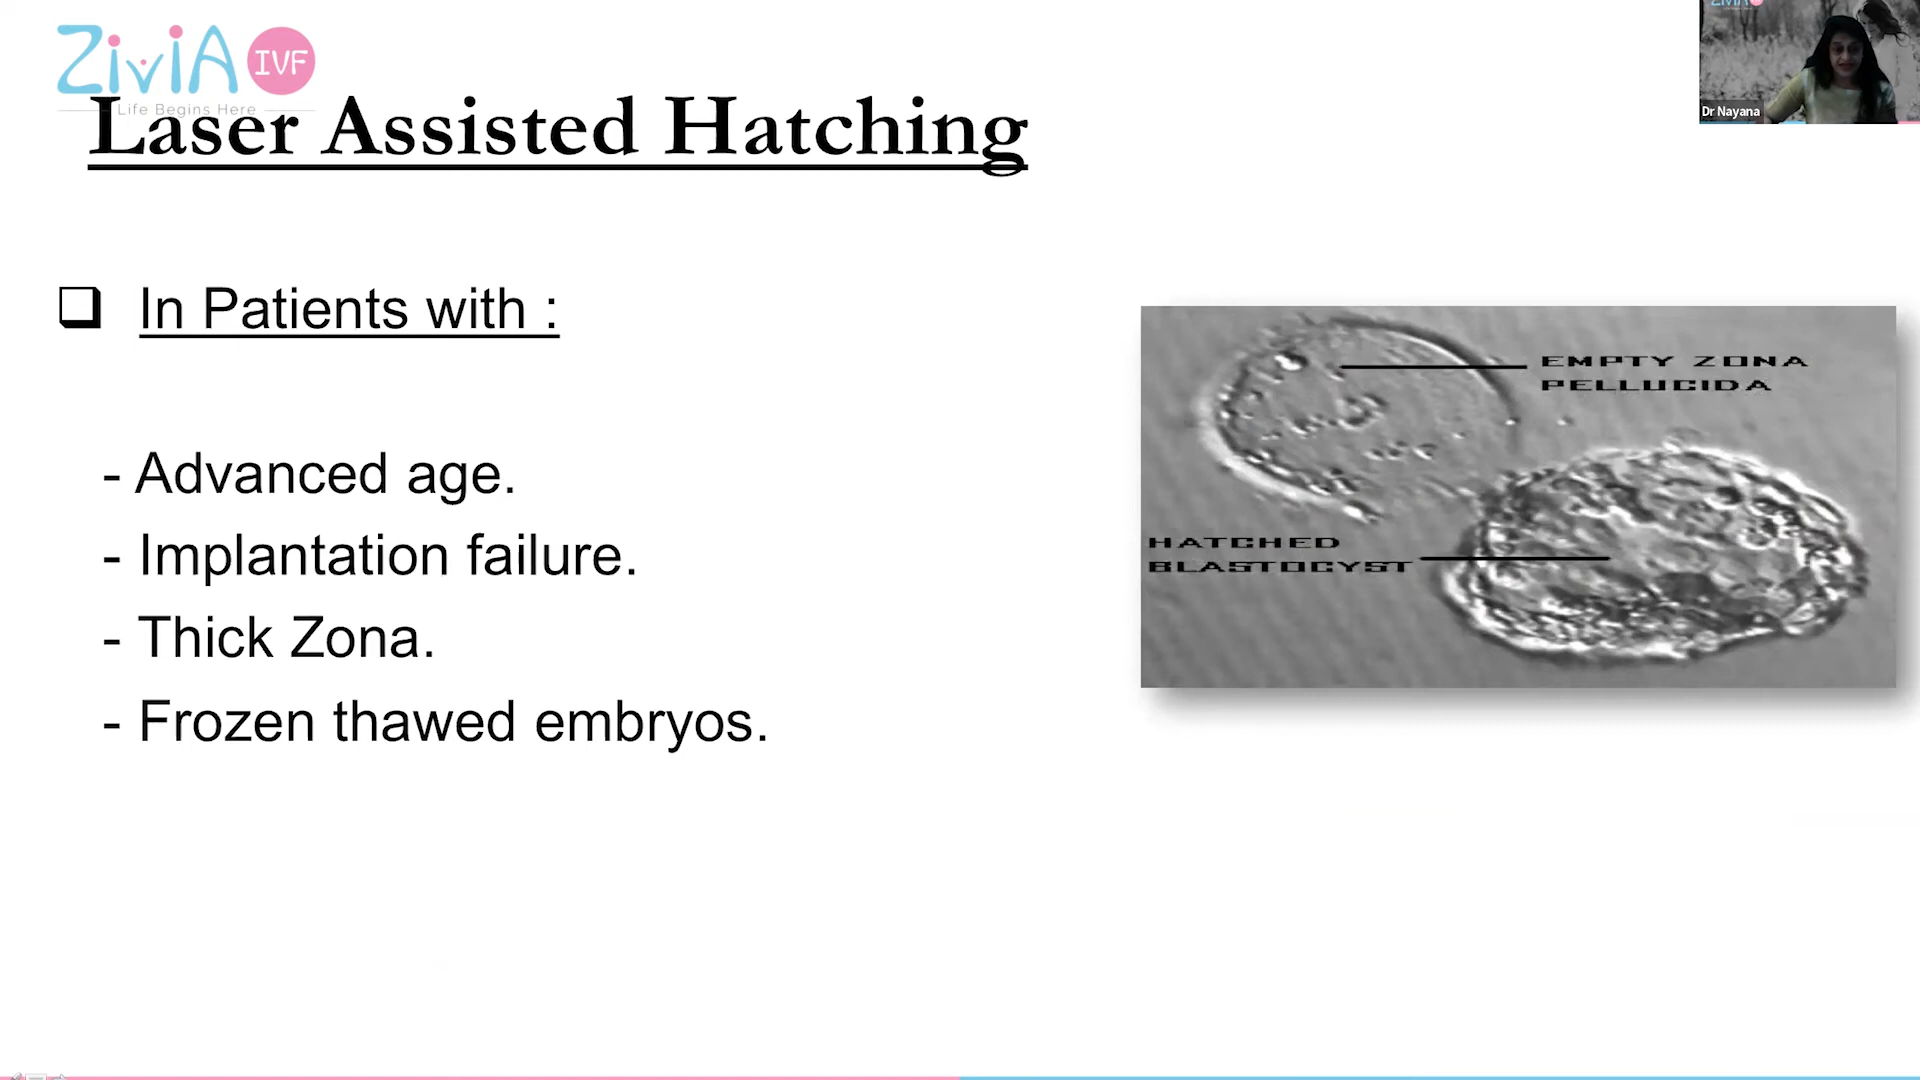 ZiviA IVF
Life Begins Here
Laser Assisted Hatching
Dr Nayana
❑ In Patients with :
- Advanced age.
- Implantation failure.
- Thick Zona.
- Frozen thawed embryos.
EMPTY ZONA
PELLUCIDA
HATCHED
BLASTOCYST